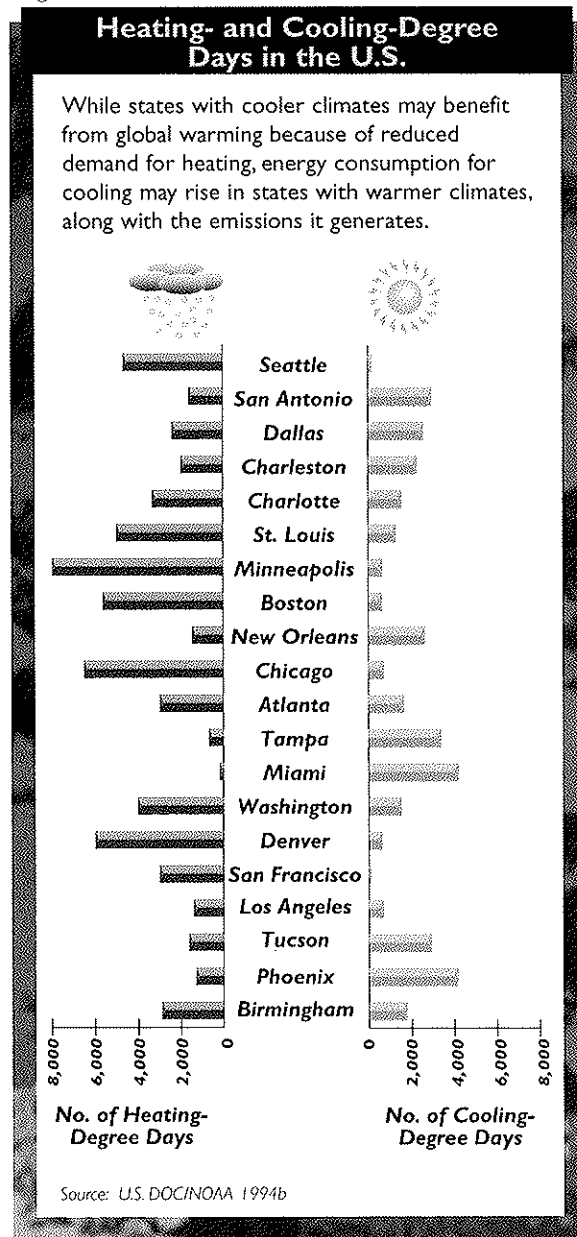 Heating- and Cooling-Degree
Days in the U.S.
While states with cooler climates may benefit
from global warming because of reduced
demand for heating, energy consumption for
cooling may rise in states with warmer climates,
along with the emissions it generates.
Seattle
San Antonio
Dallas
Charleston
Charlotte
St. Louis
Minneapolis
Boston
New Orleans
Chicago
Atlanta
Tampa
Miami
Washington
Denver
San Francisco
Los Angeles
Tucson
Phoenix
Birmingham
8,000 6,000 4,000 2,000 0 0 2,000 4,000 6,000 8,000
No. of Heating- No. of Cooling-
Degree Days Degree Days
Source: U.S. DOC/NOAA 1994b